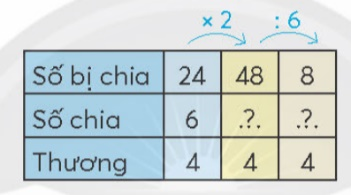 × 2 : 6
Số bị chia 24 48 8
Số chia 6 .?. .?.
Thương 4 4 4